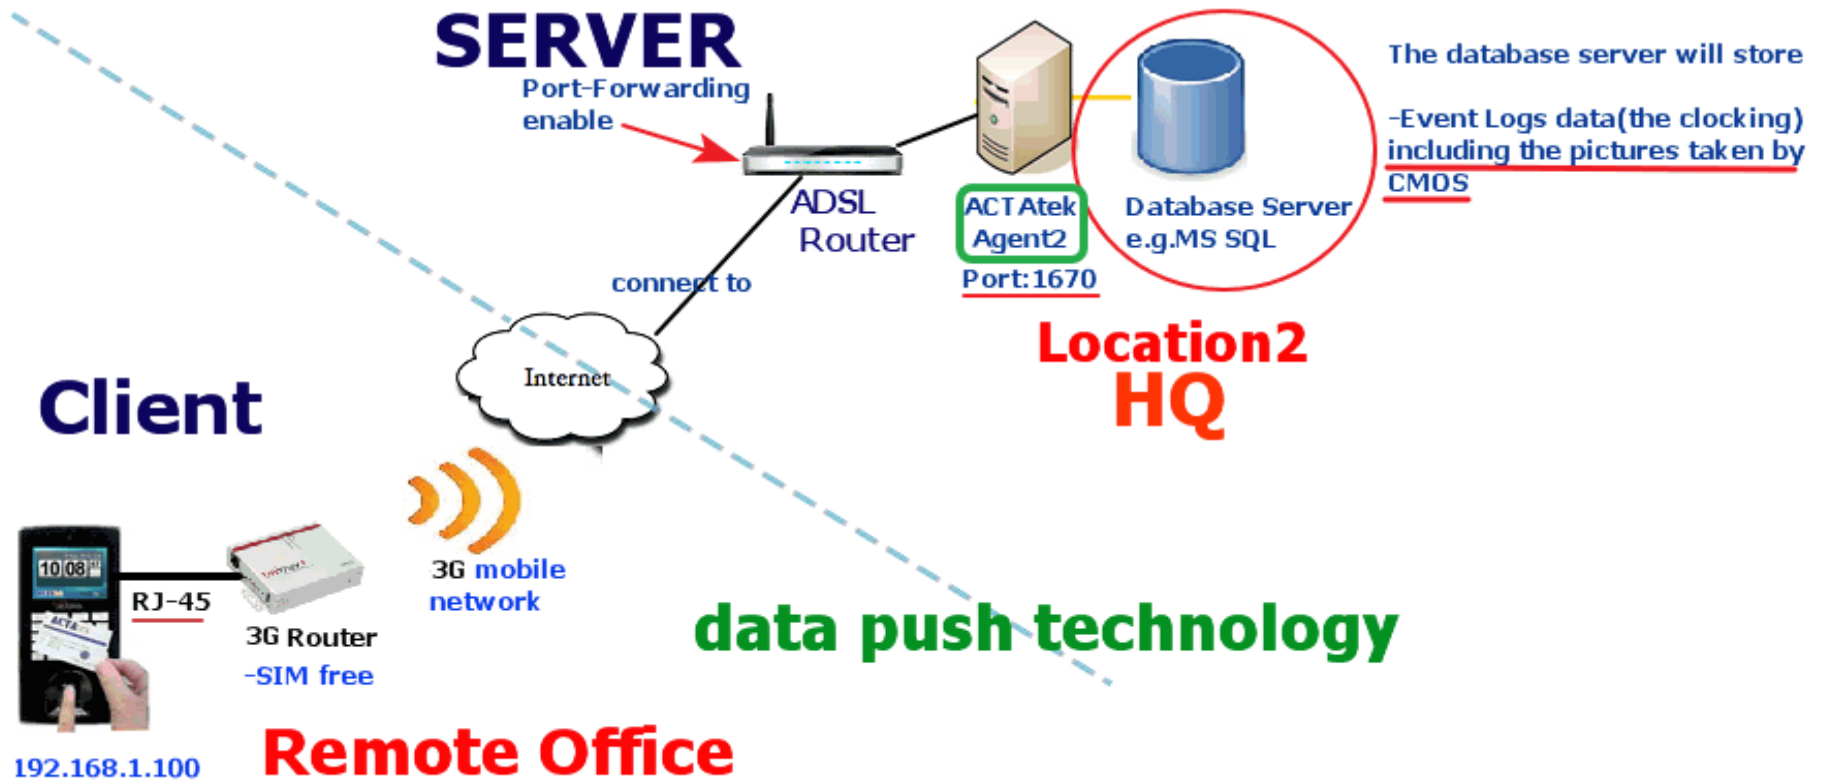 SERVER
Port-Forwarding
enable
ADSL
Router
connect to
Internet
ACTAtek
Agent2
Port:1670
Database Server
e.g.MS SQL
The database server will store
-Event Logs data(the clocking)
including the pictures taken by
CMOS
Location2
HQ
Client
10 08
ACTA
RJ-45
3G Router
-SIM free
3G mobile
network
data push technology
192.168.1.100
Remote Office